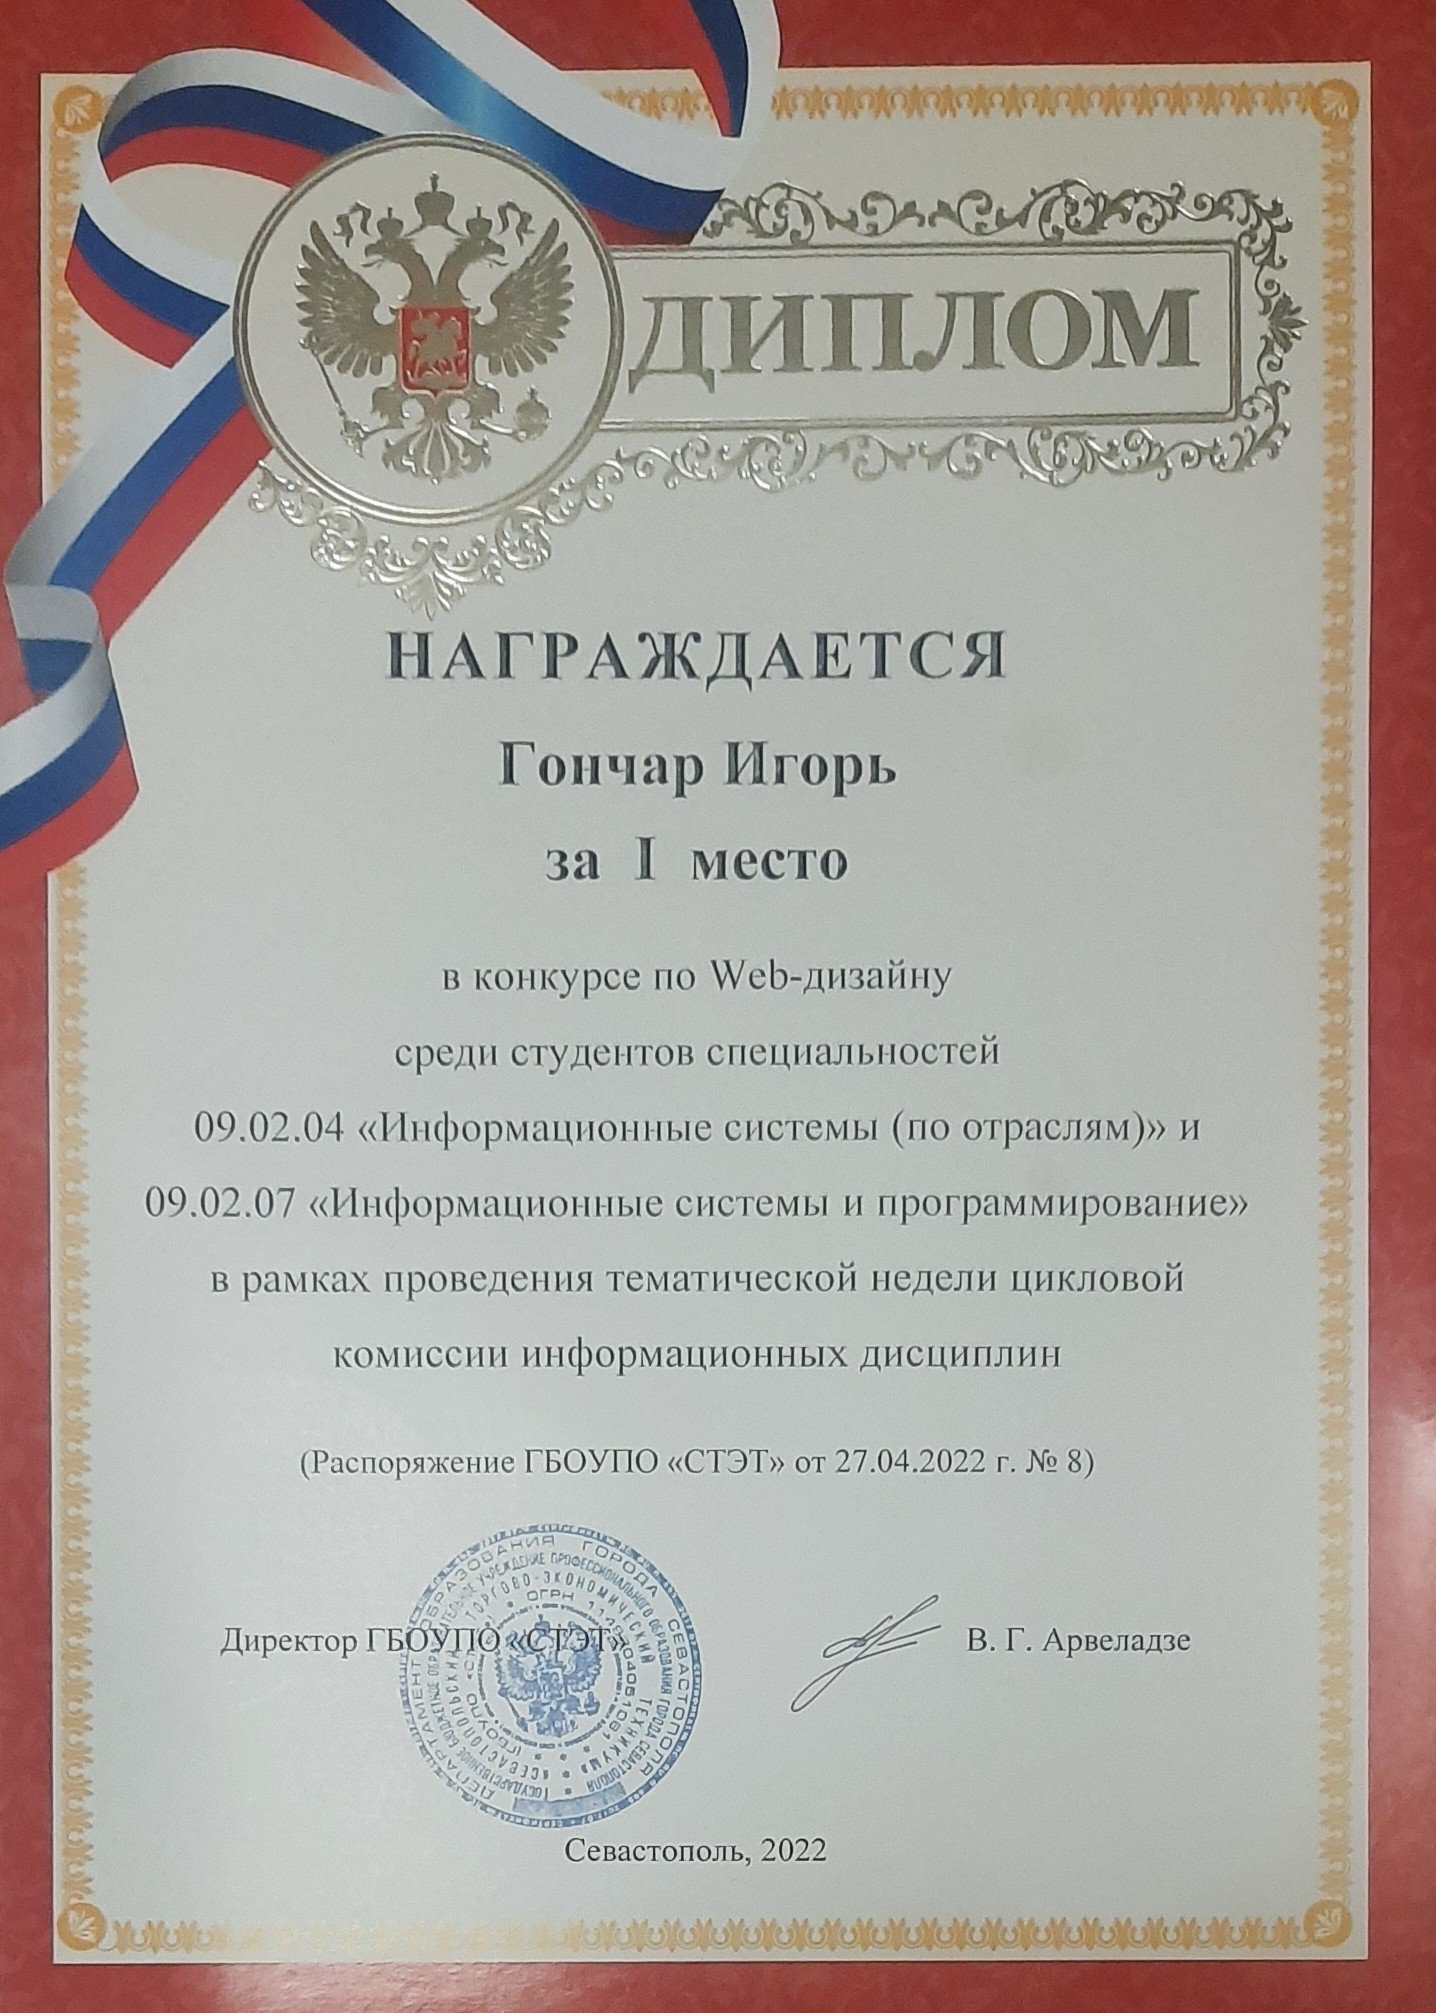 ДИПЛОМ
НАГРАЖДАЕТСЯ
Гончар Игорь
за I место
в конкурсе по Web-дизайну
среди студентов специальностей
09.02.04 «Информационные системы (по отраслям)» и
09.02.07 «Информационные системы и программирование»
в рамках проведения тематической недели цикловой
комиссии информационных дисциплин
(Распоряжение ГБОУПО «СТЭТ» от 27.04.2022 г. № 8)
Директор ГБОУПО «СТЭТ»
В. Г. Арвеладзе
ДЕПАРТАМЕНТ ОБРАЗОВАНИЯ ГОРОДА СЕВАСТОПОЛЯ
ГОСУДАРСТВЕННОЕ БЮДЖЕТНОЕ ОБРАЗОВАТЕЛЬНОЕ УЧРЕЖДЕНИЕ ПРОФЕССИОНАЛЬНОГО ОБРАЗОВАНИЯ ГОРОДА СЕВАСТОПОЛЯ
«СЕВАСТОПОЛЬСКИЙ ТОРГОВО-ЭКОНОМИЧЕСКИЙ ТЕХНИКУМ»
(ГБОУПО ОГРН
Севастополь, 2022